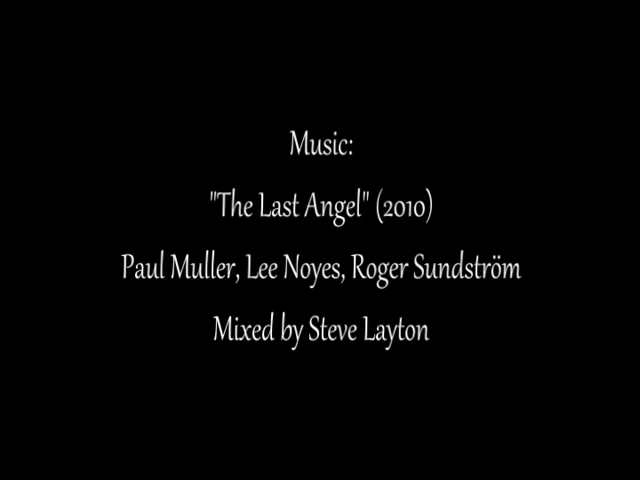 Music:
"The Last Angel" (2010)
Paul Muller, Lee Noyes, Roger Sundström
Mixed by Steve Layton